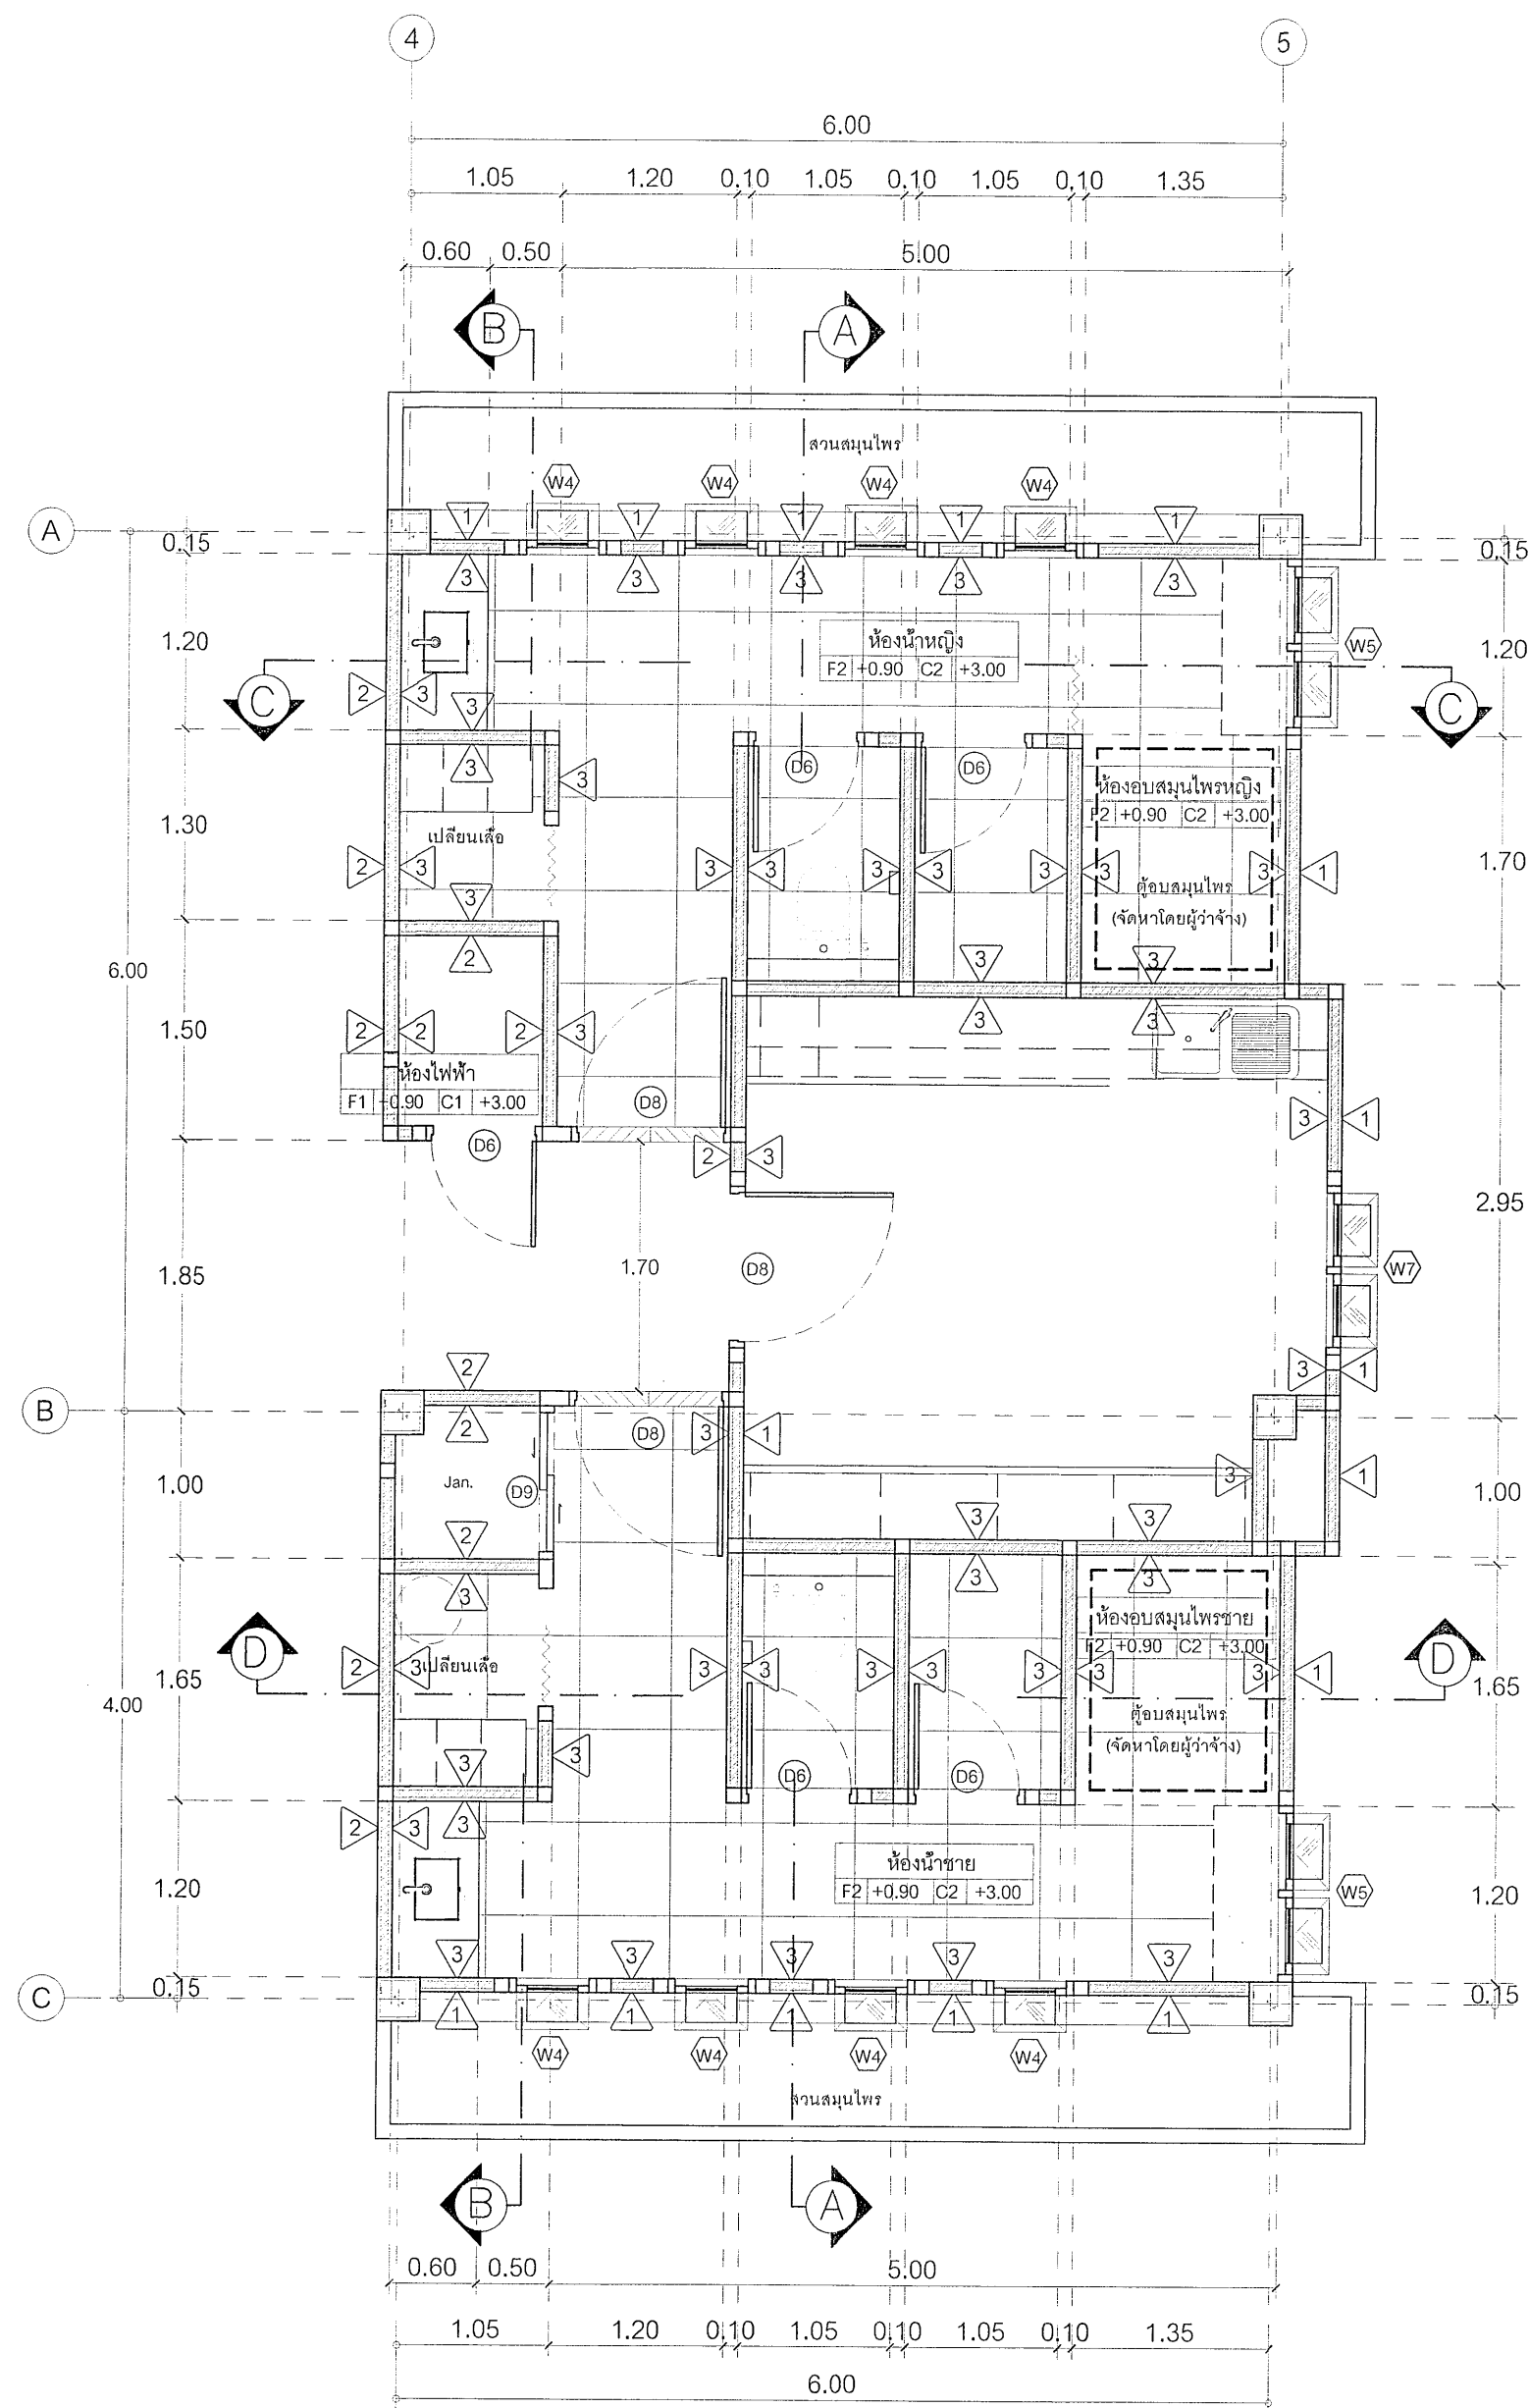 4 5
6.00
1.05 1.20 0.10 1.05 0.10 1.05 0.10 1.35
0.60 0.50 5.00
B A
สวนสมุนไพร
W4 W4 W4 W4
A
1 1 1 1 1
0.15 0.15
3 3 3 3 3
1.20 1.20
ห้องน้ำหญิง
F2 +0.90 C2 +3.00
W5
2 3 3
C C
3 3
D6 D6
ห้องอบสมุนไพรหญิง
F2 +0.90 C2 +3.00
1.30
เปลี่ยนเสื้อ
1.70
2 3 3 3 3 3 3 3 3 1
ตู้อบสมุนไพร
(จัดหาโดยผู้ว่าจ้าง)
3
2
6.00
3 3
1.50
2 2 2 3 3 3
ห้องไฟฟ้า
F1 +0.90 C1 +3.00
D8
3 1
D6
2 3
2.95
1.85
1.70
D8
W7
3 1
2
B
2
D8
3 1
1.00
Jan.
D9
3 1
1.00
2
3
3 3
3 3
ห้องอบสมุนไพรชาย
F2 +0.90 C2 +3.00
D D
2 3
เปลี่ยนเสื้อ
3 3 3 3 3 3 1
1.65 1.65
4.00
ตู้อบสมุนไพร
(จัดหาโดยผู้ว่าจ้าง)
3
3
D6 D6
2 3
3
ห้องน้ำชาย
F2 +0.90 C2 +3.00
1.20 1.20
W5
3 3 3 3 3
C
0.15 0.15
1 1 1 1 1
W4 W4 W4 W4
สวนสมุนไพร
B A
0.60 0.50 5.00
1.05 1.20 0.10 1.05 0.10 1.05 0.10 1.35
6.00